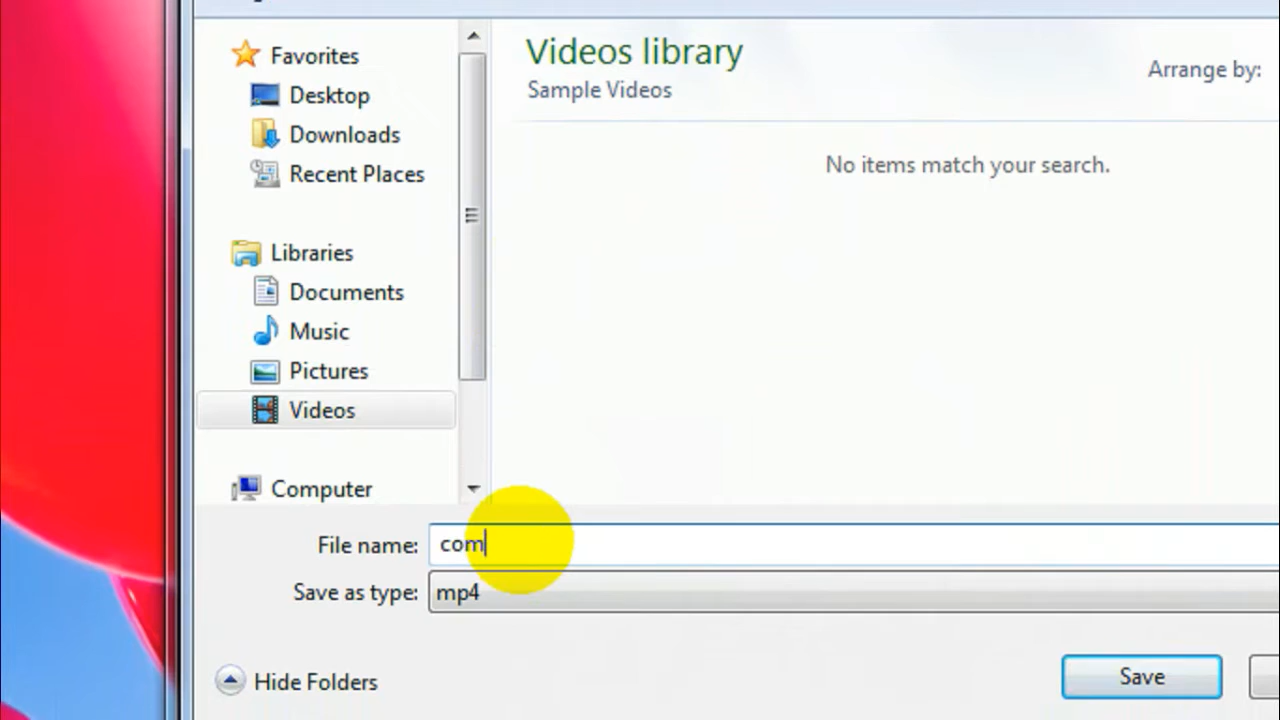 Favorites
Desktop
Downloads
Recent Places
Libraries
Documents
Music
Pictures
Videos
Computer
Videos library
Sample Videos
Arrange by:
No items match your search.
File name: com
Save as type: mp4
Hide Folders
Save